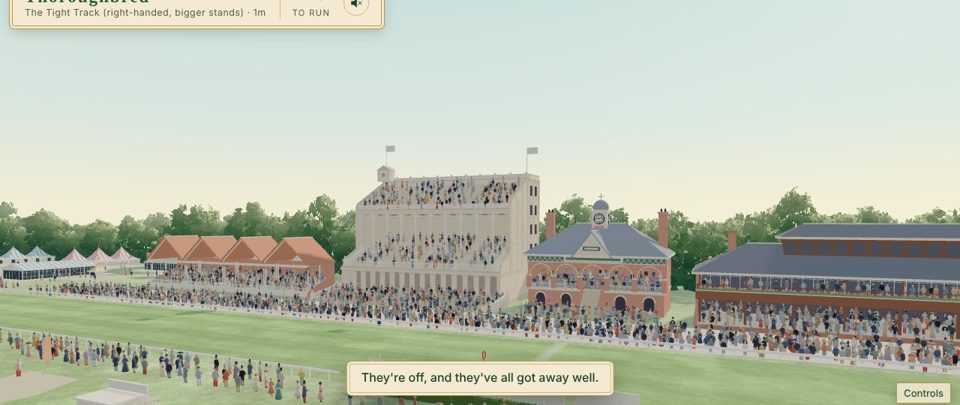 Thoroughbred
The Tight Track (right-handed, bigger stands) · 1m
TO RUN
They're off, and they've all got away well.
Controls